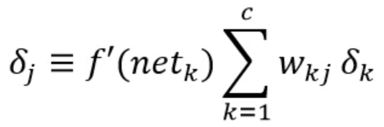 δ_j ≡ f′(net_k) ∑_{k=1}^{c} w_{kj} δ_k